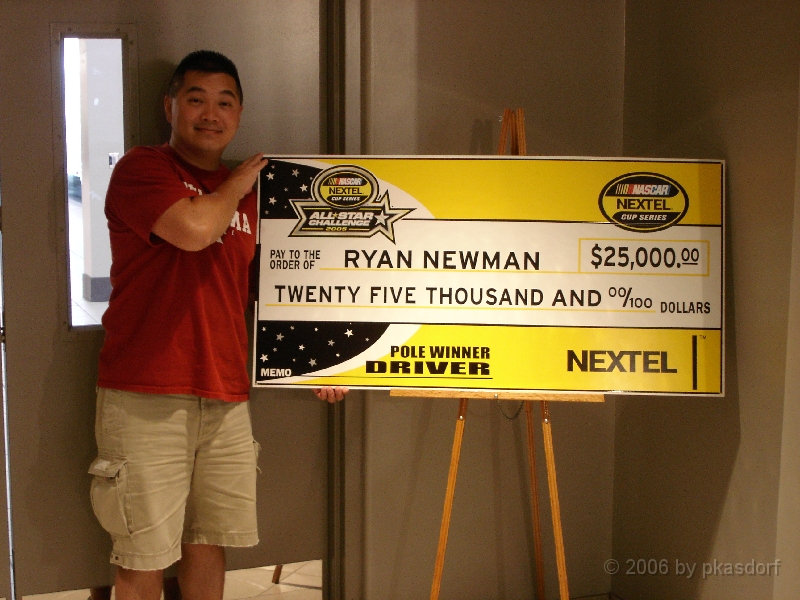 NASCAR
NEXTEL
CUP SERIES
ALL★STAR
CHALLENGE
2005
NASCAR
NEXTEL
CUP SERIES
PAY TO THE
ORDER OF
RYAN NEWMAN
$25,000.00
TWENTY FIVE THOUSAND AND 00/100 DOLLARS
MEMO
POLE WINNER
DRIVER
NEXTEL
TM
© 2006 by pkasdorf